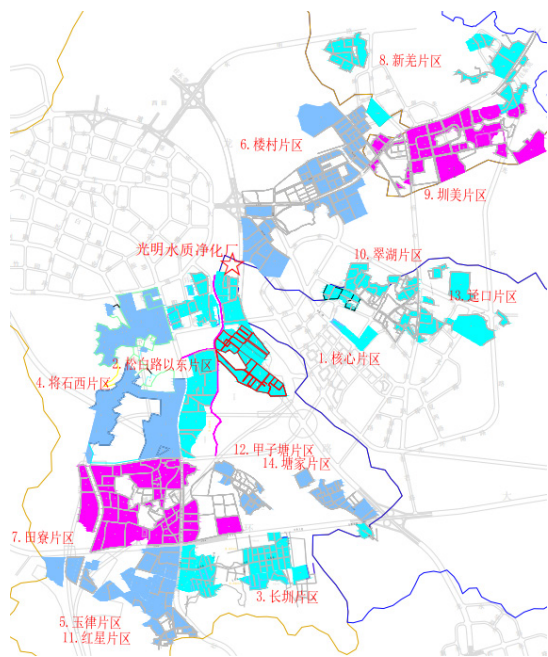 8.新羌片区
6.楼村片区
9.圳美片区
光明水质净化厂
10.翠湖片区
13.迳口片区
1.核心片区
2.松白路以东片区
4.将石西片区
12.甲子塘片区
14.塘家片区
7.田寮片区
3.长圳片区
5.玉律片区
11.红星片区